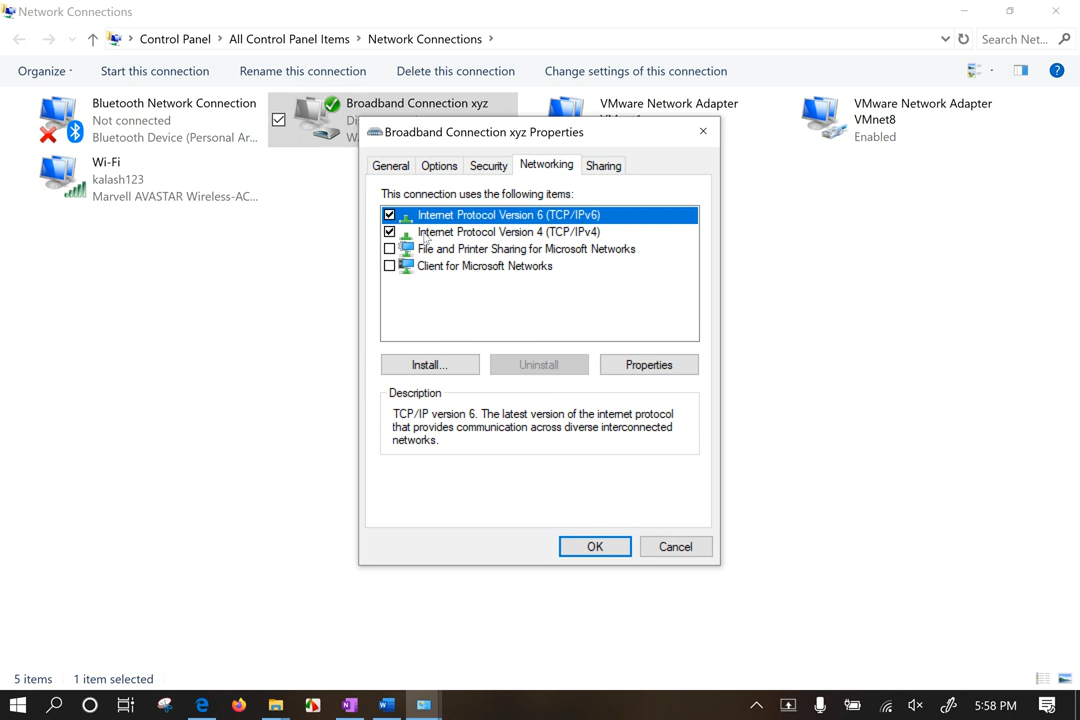 Network Connections
Control Panel
All Control Panel Items
Network Connections
Search Net...
Organize
Start this connection
Rename this connection
Delete this connection
Change settings of this connection
Bluetooth Network Connection
Not connected
Bluetooth Device (Personal Ar...
Broadband Connection xyz
VMware Network Adapter
VMware Network Adapter
VMnet8
Enabled
Wi-Fi
kalash123
Marvell AVASTAR Wireless-AC...
Broadband Connection xyz Properties
General
Options
Security
Networking
Sharing
This connection uses the following items:
Internet Protocol Version 6 (TCP/IPv6)
Internet Protocol Version 4 (TCP/IPv4)
File and Printer Sharing for Microsoft Networks
Client for Microsoft Networks
Install...
Uninstall
Properties
Description
TCP/IP version 6. The latest version of the internet protocol
that provides communication across diverse interconnected
networks.
OK
Cancel
5 items
1 item selected
5:58 PM